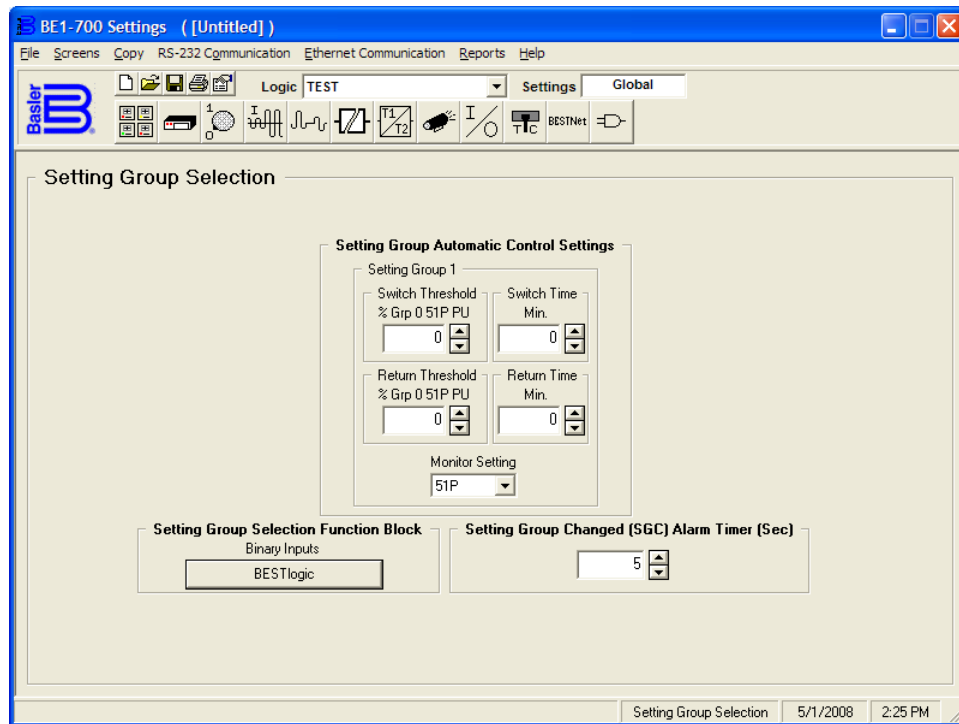 BE1-700 Settings ( [Untitled] )
File Screens Copy RS-232 Communication Ethernet Communication Reports Help
Basler
Logic TEST Settings Global
1 0 I T1 T2 I O T C BESTNet
Setting Group Selection
Setting Group Automatic Control Settings
Setting Group 1
Switch Threshold Switch Time
% Grp 0 51P PU Min.
0 0
Return Threshold Return Time
% Grp 0 51P PU Min.
0 0
Monitor Setting
51P
Setting Group Selection Function Block Setting Group Changed (SGC) Alarm Timer (Sec)
Binary Inputs
BESTlogic 5
Setting Group Selection 5/1/2008 2:25 PM